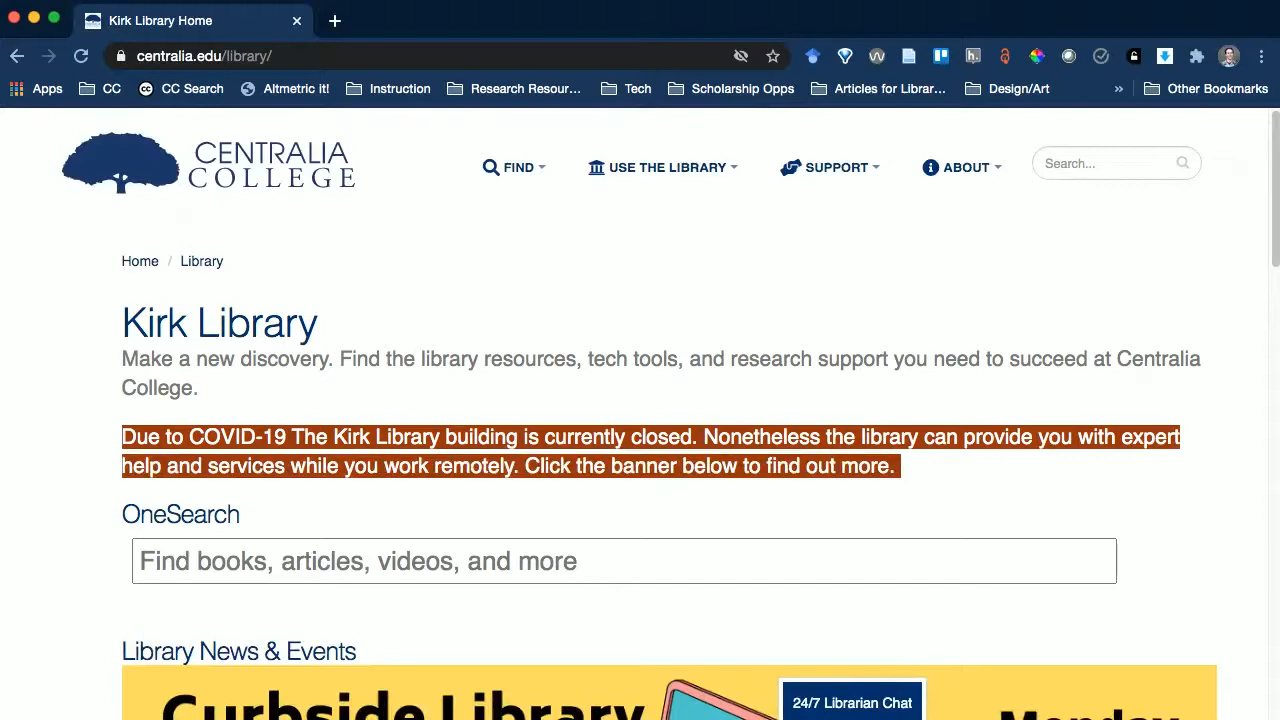 Kirk Library Home
centralia.edu/library/
Apps CC CC Search Altmetric it! Instruction Research Resour... Tech Scholarship Opps Articles for Librar... Design/Art » Other Bookmarks
CENTRALIA
COLLEGE
FIND USE THE LIBRARY SUPPORT ABOUT Search...
Home / Library
Kirk Library
Make a new discovery. Find the library resources, tech tools, and research support you need to succeed at Centralia
College.
Due to COVID-19 The Kirk Library building is currently closed. Nonetheless the library can provide you with expert
help and services while you work remotely. Click the banner below to find out more.
OneSearch
Find books, articles, videos, and more
Library News & Events
Curbside Library
24/7 Librarian Chat
Monday